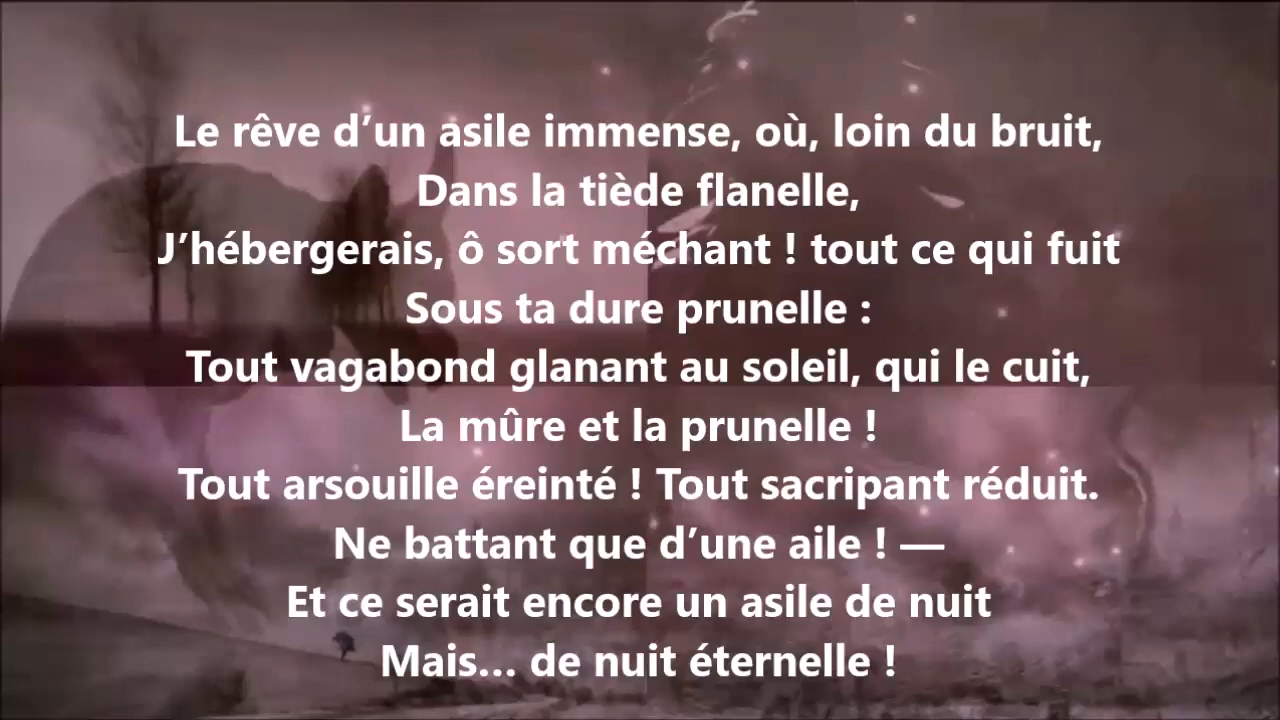 Le rêve d’un asile immense, où, loin du bruit,
Dans la tiède flanelle,
J’hébergerais, ô sort méchant ! tout ce qui fuit
Sous ta dure prunelle :
Tout vagabond glanant au soleil, qui le cuit,
La mûre et la prunelle !
Tout arsouille éreinté ! Tout sacripant réduit.
Ne battant que d’une aile ! —
Et ce serait encore un asile de nuit
Mais… de nuit éternelle !